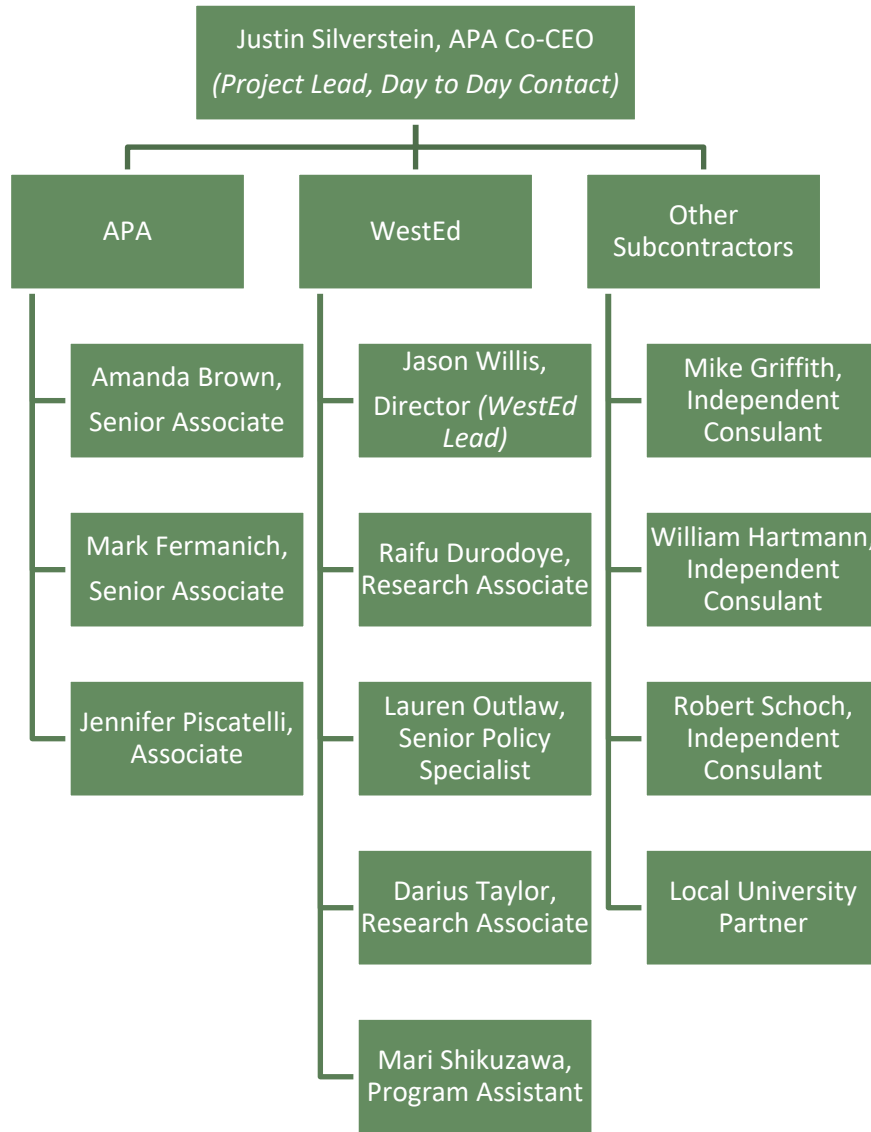 Justin Silverstein, APA Co-CEO
(Project Lead, Day to Day Contact)
APA
WestEd
Other
Subcontractors
Amanda Brown,
Senior Associate
Mark Fermanich,
Senior Associate
Jennifer Piscatelli,
Associate
Jason Willis,
Director (WestEd
Lead)
Raifu Durodoye,
Research Associate
Lauren Outlaw,
Senior Policy
Specialist
Darius Taylor,
Research Associate
Mari Shikuzawa,
Program Assistant
Mike Griffith,
Independent
Consulant
William Hartmann,
Independent
Consulant
Robert Schoch,
Independent
Consulant
Local University
Partner